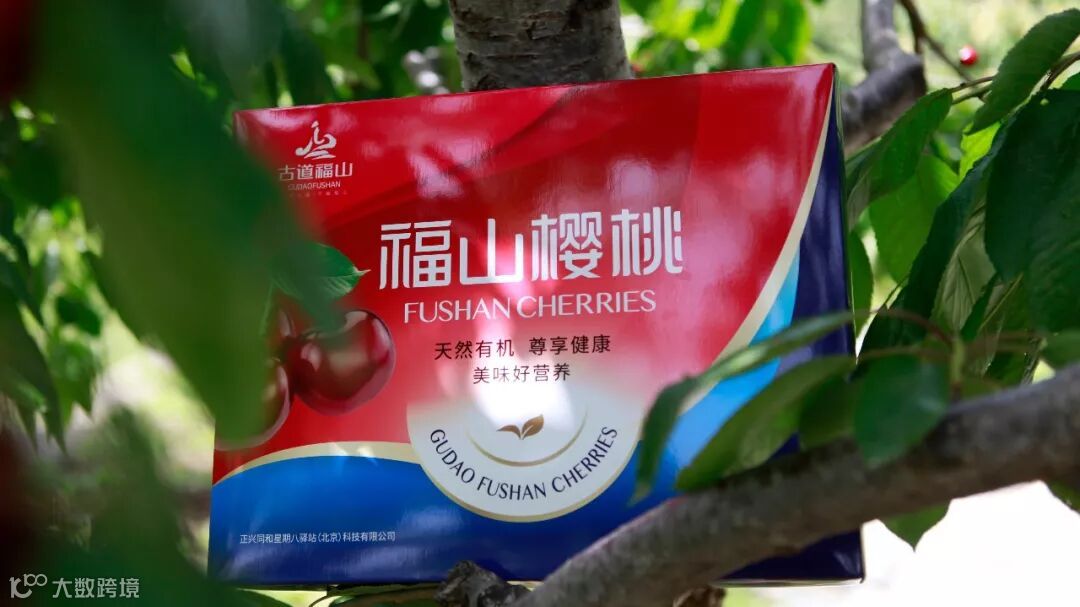 古道福山
GUDAOFUSHAN
福山樱桃
FUSHAN CHERRIES
天然有机 尊享健康
美味好营养
GUDAO FUSHAN CHERRIES
正兴同和星期八驿站(北京)科技有限公司
大数跨境